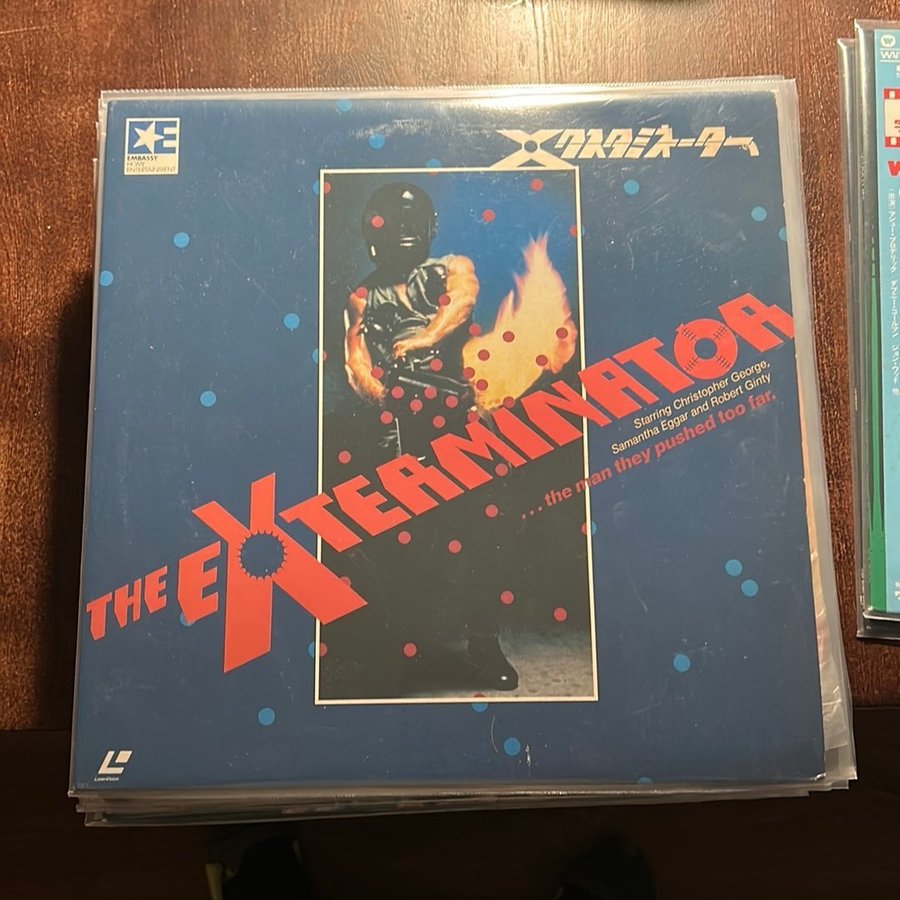 EMBASSY
HOME
ENTERTAINMENT
エクスタミネーター
THE EXTERMINATOR
Starring Christopher George,
Samantha Eggar and Robert Ginty
...the man they pushed too far.
LaserVision